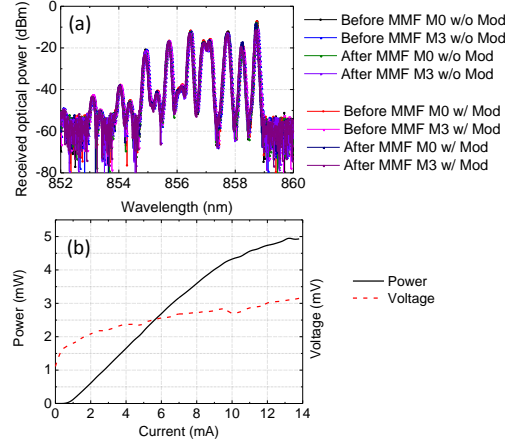 (a)
Received optical power (dBm)
0
-20
-40
-60
-80
852 854 856 858 860
Wavelength (nm)
Before MMF M0 w/o Mod
Before MMF M3 w/o Mod
After MMF M0 w/o Mod
After MMF M3 w/o Mod
Before MMF M0 w/ Mod
Before MMF M3 w/ Mod
After MMF M0 w/ Mod
After MMF M3 w/ Mod
(b)
Power (mW)
5
4
3
2
1
0
0 2 4 6 8 10 12 14
Current (mA)
Voltage (mV)
Power
Voltage